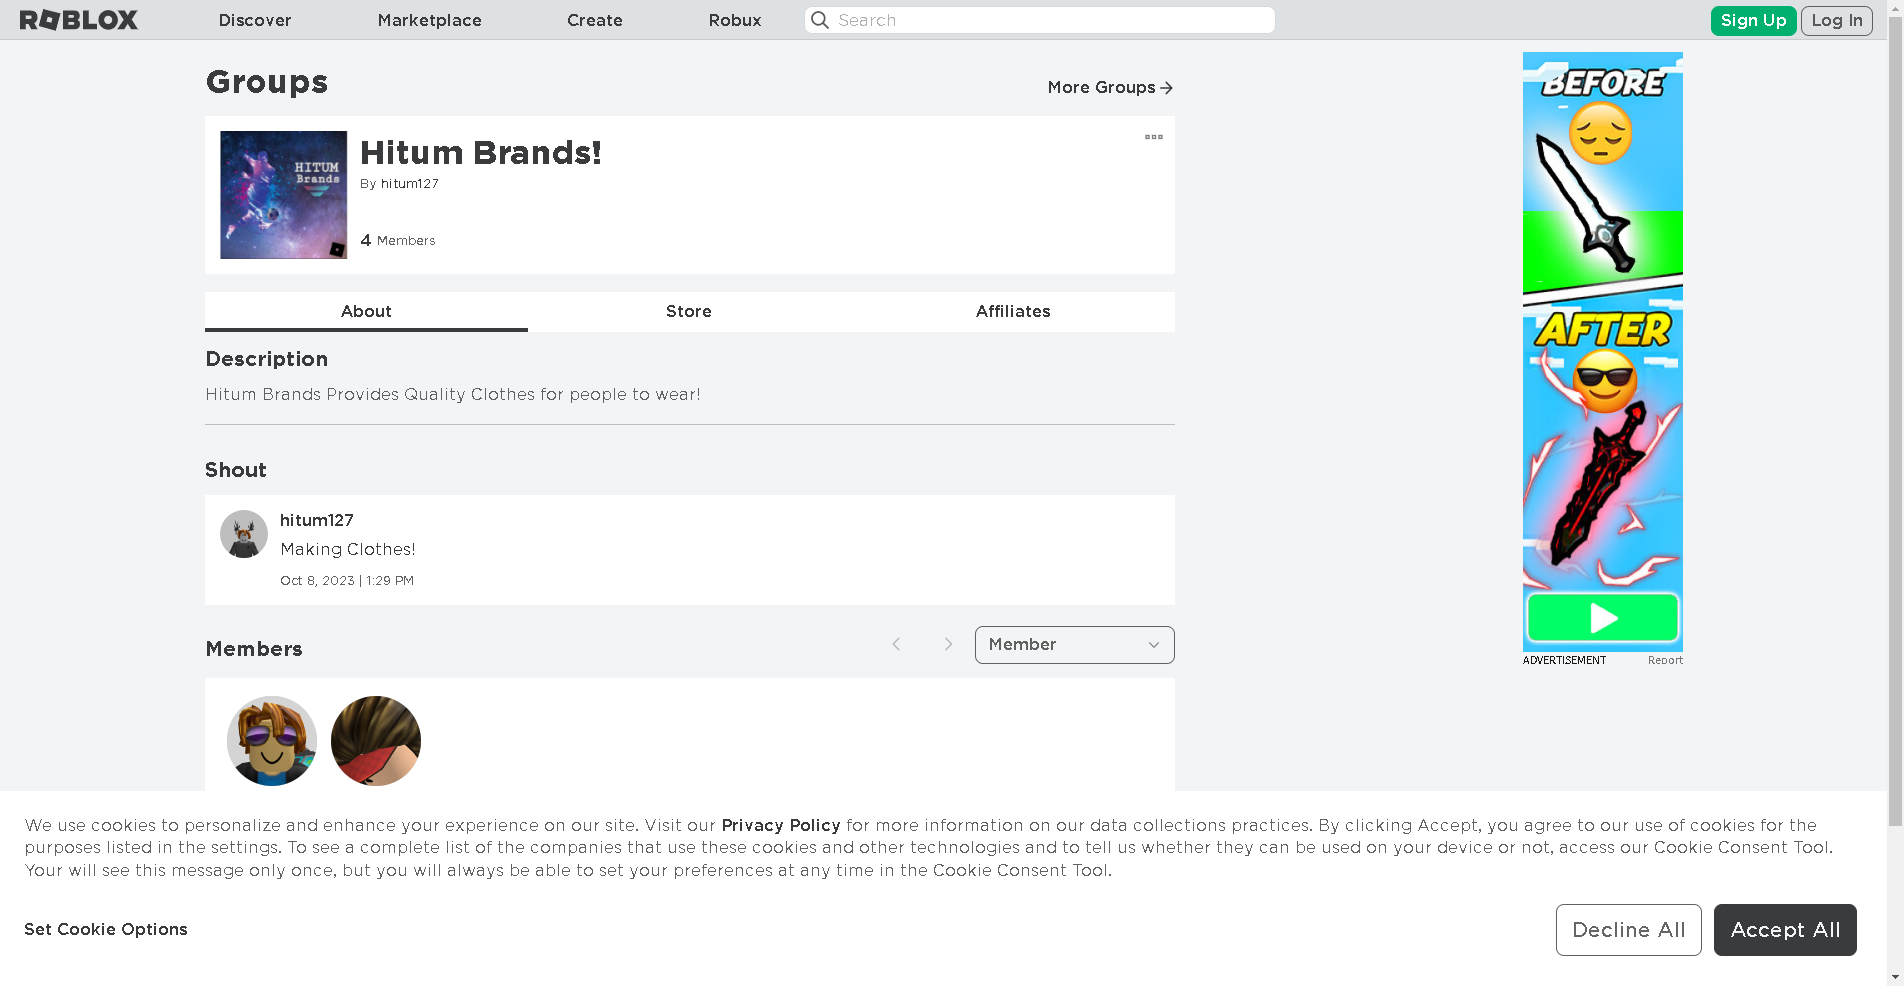 ROBLOX
Discover
Marketplace
Create
Robux
Search
Sign Up
Log In
Groups
More Groups
HITUM
Brands
Hitum Brands!
By hitum127
4 Members
About
Store
Affiliates
Description
Hitum Brands Provides Quality Clothes for people to wear!
Shout
hitum127
Making Clothes!
Oct 8, 2023 | 1:29 PM
Members
Member
BEFORE
AFTER
ADVERTISEMENT
Report
We use cookies to personalize and enhance your experience on our site. Visit our Privacy Policy for more information on our data collections practices. By clicking Accept, you agree to our use of cookies for the
purposes listed in the settings. To see a complete list of the companies that use these cookies and other technologies and to tell us whether they can be used on your device or not, access our Cookie Consent Tool.
Your will see this message only once, but you will always be able to set your preferences at any time in the Cookie Consent Tool.
Set Cookie Options
Decline All
Accept All